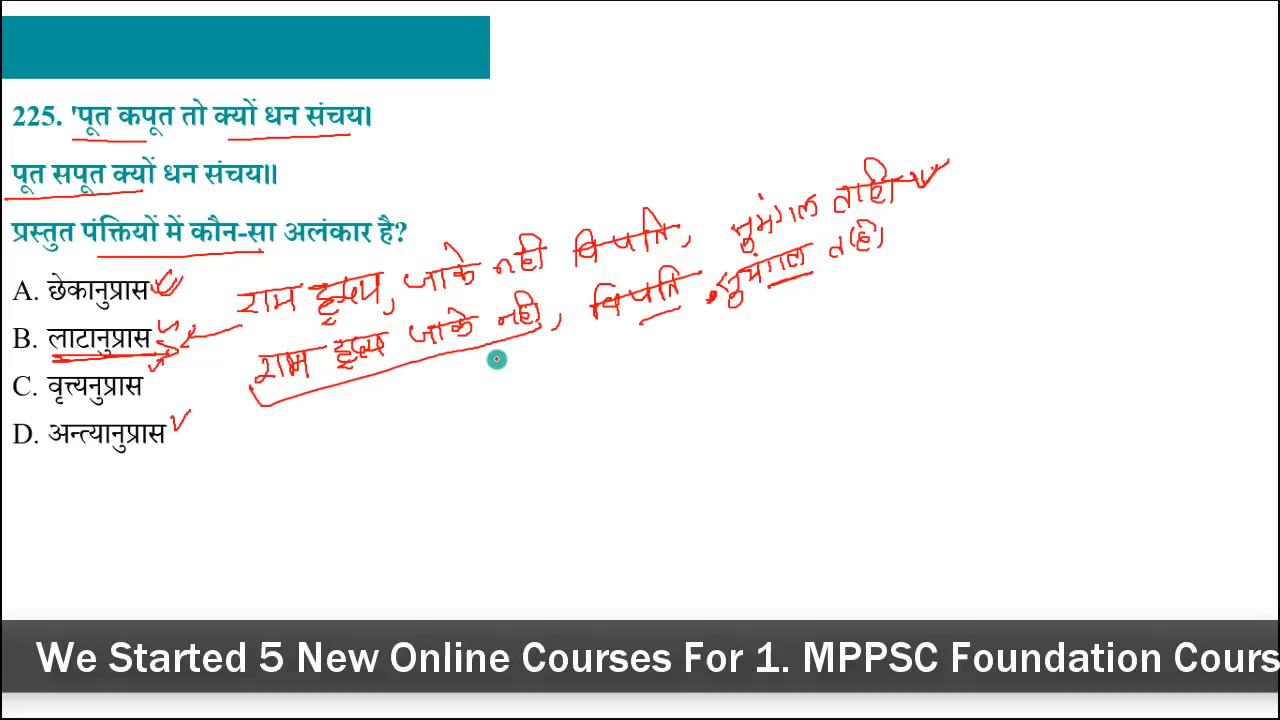 225. 'पूत कपूत तो क्यों धन संचय।
पूत सपूत क्यों धन संचय॥
प्रस्तुत पंक्तियों में कौन-सा अलंकार है?
A. छेकानुप्रास
B. लाटानुप्रास
C. वृत्त्यनुप्रास
D. अन्त्यानुप्रास
राम हृदय, जाके नही विपति, सुमंगल ताही
राम हृदय जाके नही, विपति सुमंगल तही
We Started 5 New Online Courses For 1. MPPSC Foundation Cours